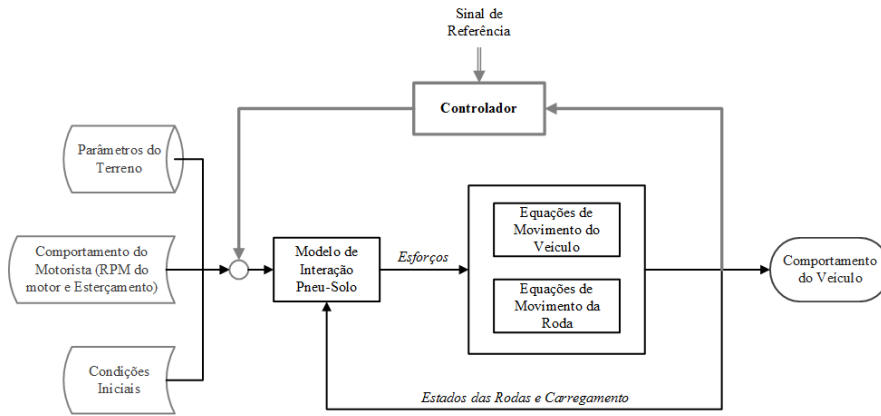 Sinal de
Referência
Controlador
Parâmetros do
Terreno
Comportamento do
Motorista (RPM do
motor e Esterçamento)
Condições
Iniciais
Modelo de
Interação
Pneu-Solo
Esforços
Equações de
Movimento do
Veículo
Equações de
Movimento da
Roda
Comportamento
do Veículo
Estados das Rodas e Carregamento